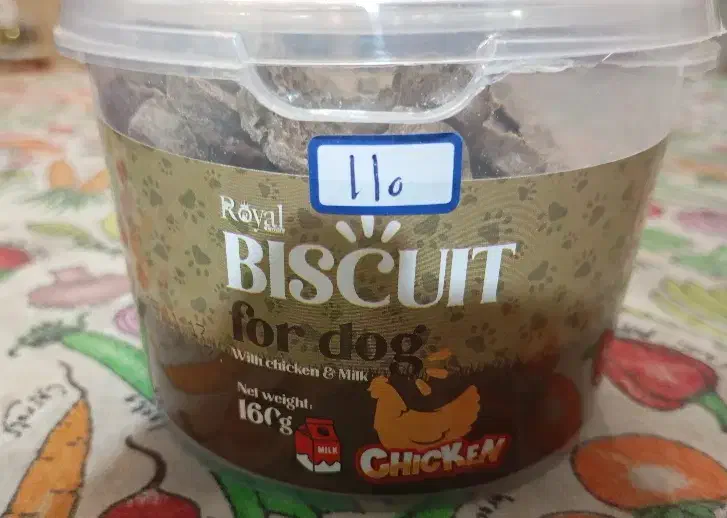 110
Royal
BISCUIT
for dog
With chicken & Milk
Net weight:
160g
MILK
CHICKEN